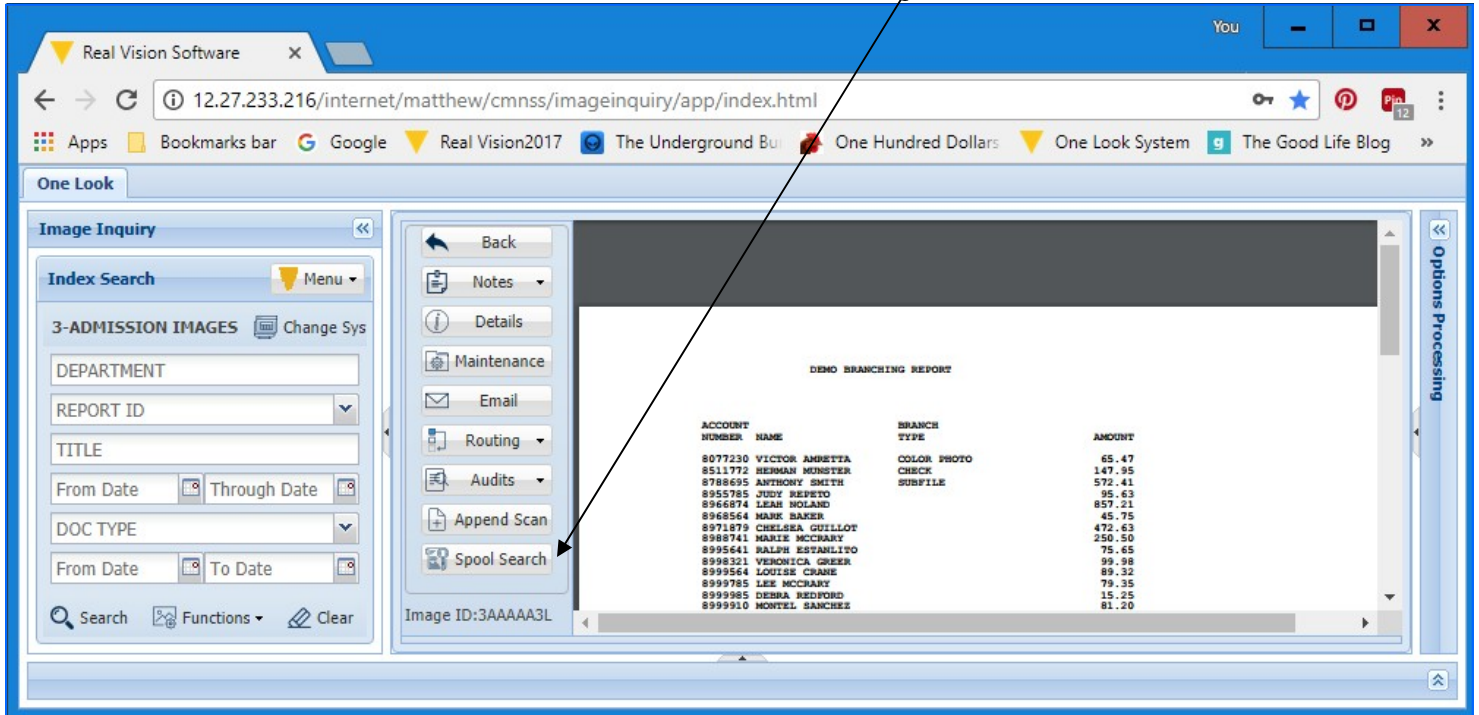 You
Real Vision Software
12.27.233.216/internet/matthew/cmnss/imageinquiry/app/index.html
Pin
12
Apps Bookmarks bar G Google Real Vision2017 The Underground Bu One Hundred Dollars One Look System g The Good Life Blog »
One Look
Image Inquiry
Index Search Menu
3-ADMISSION IMAGES Change Sys
DEPARTMENT
REPORT ID
TITLE
From Date Through Date
DOC TYPE
From Date To Date
Search Functions Clear
Back
Notes
Details
Maintenance
Email
Routing
Audits
Append Scan
Spool Search
Image ID:3AAAAA3L
DEMO BRANCHING REPORT
ACCOUNT BRANCH
NUMBER NAME TYPE AMOUNT
8077230 VICTOR AMRETTA COLOR PHOTO 65.47
8511772 HERMAN MUNSTER CHECK 147.95
8788695 ANTHONY SMITH SUBFILE 572.41
8955785 JUDY REPETO 95.63
8966874 LEAH NOLAND 857.21
8968564 MARK BAKER 45.75
8971879 CHELSEA GUILLOT 472.63
8988741 MARIE MCCRARY 250.50
8995641 RALPH ESTANLITO 75.65
8998321 VERONICA GREER 99.98
8999564 LOUISE CRANE 89.32
8999785 LEE MCCRARY 79.35
8999985 DEBRA REDFORD 15.25
8999910 MONTEL SANCHEZ 81.20
Options Processing